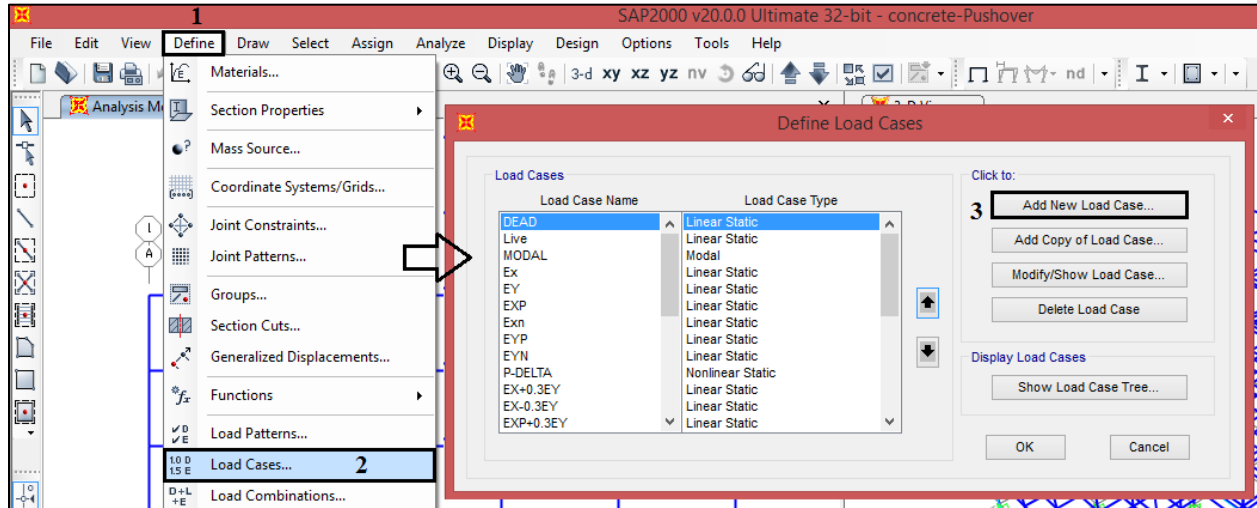 SAP2000 v20.0.0 Ultimate 32-bit - concrete-Pushover
1
File Edit View Define Draw Select Assign Analyze Display Design Options Tools Help
3-d xy xz yz nv nd
Analysis M
Materials...
Section Properties
Mass Source...
Coordinate Systems/Grids...
Joint Constraints...
Joint Patterns...
Groups...
Section Cuts...
Generalized Displacements...
Functions
Load Patterns...
Load Cases... 2
Load Combinations...
1
A
Define Load Cases
Load Cases
Load Case Name Load Case Type
DEAD Linear Static
Live Linear Static
MODAL Modal
Ex Linear Static
EY Linear Static
EXP Linear Static
Exn Linear Static
EYP Linear Static
EYN Linear Static
P-DELTA Nonlinear Static
EX+0.3EY Linear Static
EX-0.3EY Linear Static
EXP+0.3EY Linear Static
Click to:
3 Add New Load Case...
Add Copy of Load Case...
Modify/Show Load Case...
Delete Load Case
Display Load Cases
Show Load Case Tree...
OK Cancel